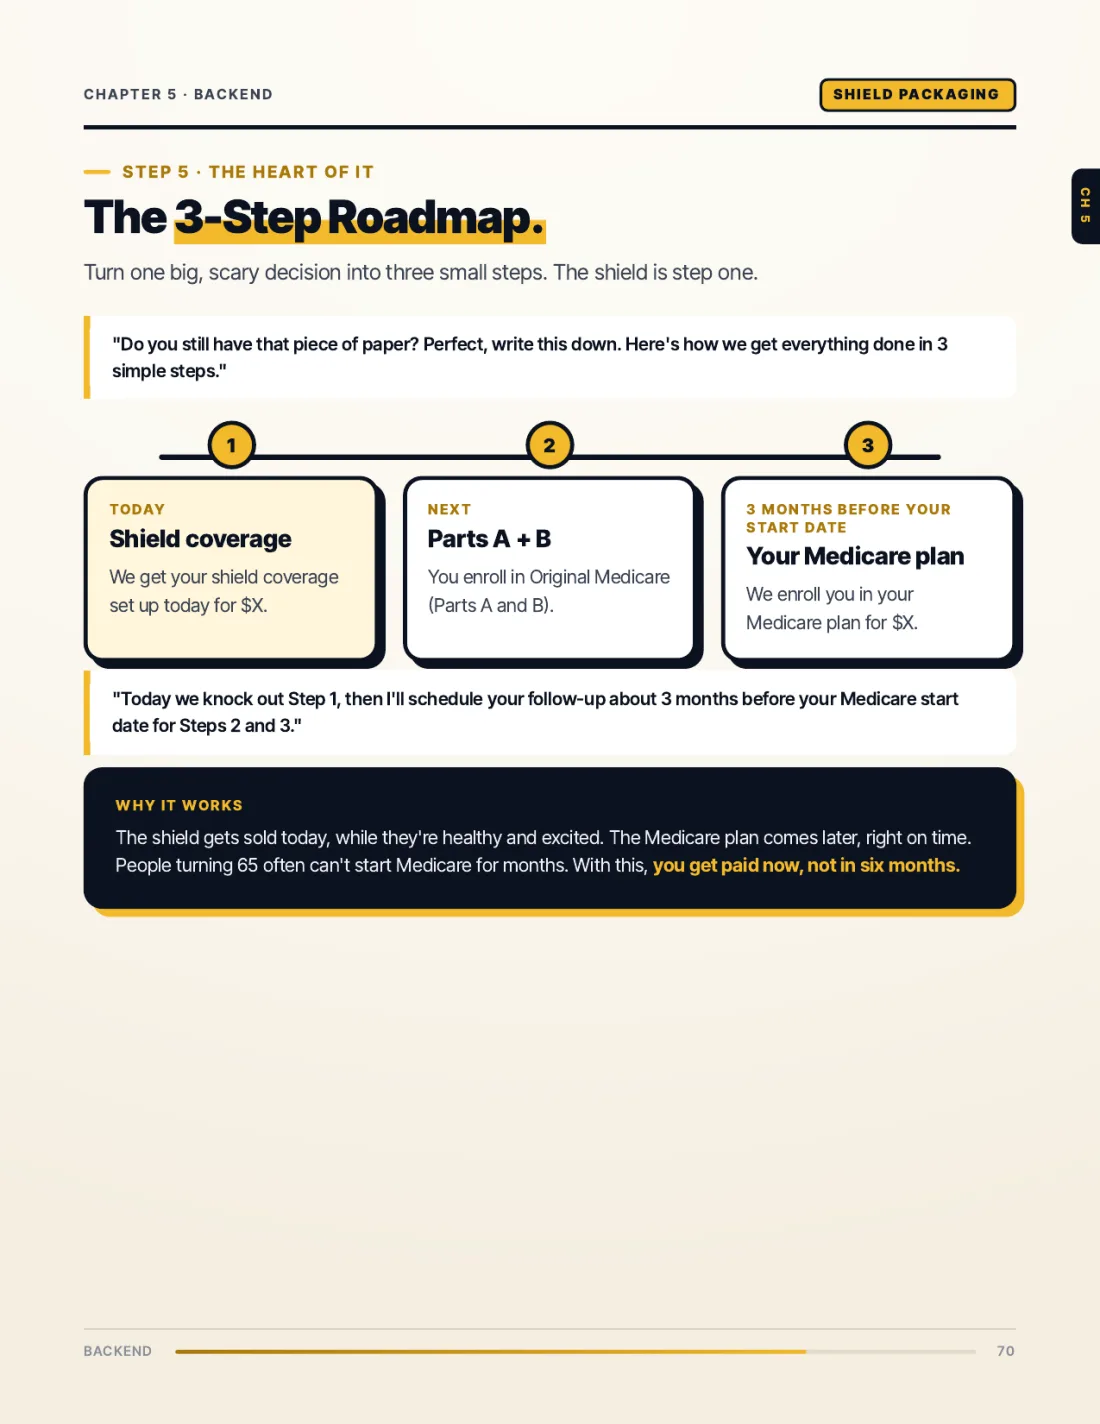 CHAPTER 5 · BACKEND
SHIELD PACKAGING
CH 5
STEP 5 · THE HEART OF IT
The 3-Step Roadmap.
Turn one big, scary decision into three small steps. The shield is step one.
"Do you still have that piece of paper? Perfect, write this down. Here's how we get everything done in 3
simple steps."
1
2
3
TODAY
Shield coverage
We get your shield coverage
set up today for $X.
NEXT
Parts A + B
You enroll in Original Medicare
(Parts A and B).
3 MONTHS BEFORE YOUR
START DATE
Your Medicare plan
We enroll you in your
Medicare plan for $X.
"Today we knock out Step 1, then I'll schedule your follow-up about 3 months before your Medicare start
date for Steps 2 and 3."
WHY IT WORKS
The shield gets sold today, while they're healthy and excited. The Medicare plan comes later, right on time.
People turning 65 often can't start Medicare for months. With this, you get paid now, not in six months.
BACKEND
70